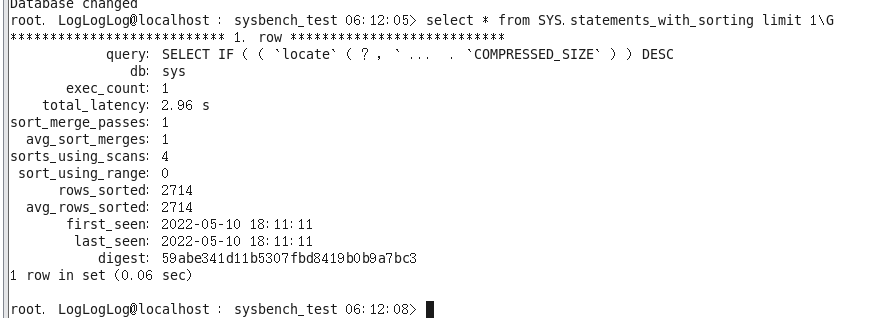 Database changed
root. LogLogLog@localhost : sysbench_test 06:12:05> select * from SYS.statements_with_sorting limit 1\G
*************************** 1. row ***************************
query: SELECT IF ( ( `locate` ( ? , ` ... . `COMPRESSED_SIZE` ) ) DESC
db: sys
exec_count: 1
total_latency: 2.96 s
sort_merge_passes: 1
avg_sort_merges: 1
sorts_using_scans: 4
sort_using_range: 0
rows_sorted: 2714
avg_rows_sorted: 2714
first_seen: 2022-05-10 18:11:11
last_seen: 2022-05-10 18:11:11
digest: 59abe341d11b5307fbd8419b0b9a7bc3
1 row in set (0.06 sec)
root. LogLogLog@localhost : sysbench_test 06:12:08>